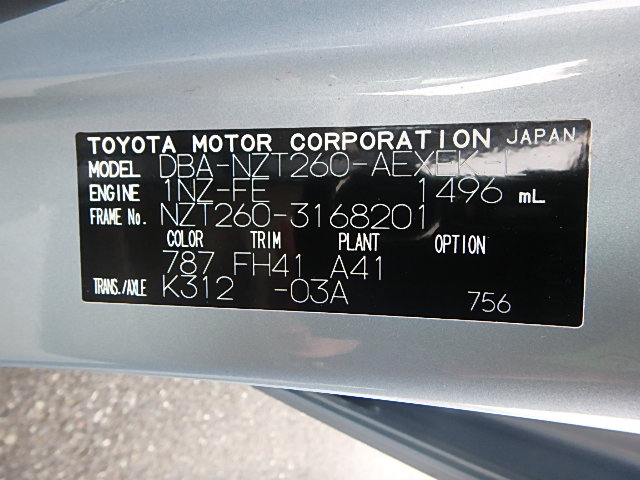 TOYOTA MOTOR CORPORATION JAPAN
MODEL DBA-NZT260-AEXEK-L
ENGINE 1NZ-FE 1496 mL
FRAME No. NZT260-3168201
COLOR TRIM PLANT OPTION
787 FH41 A41
TRANS./AXLE K312 -03A 756